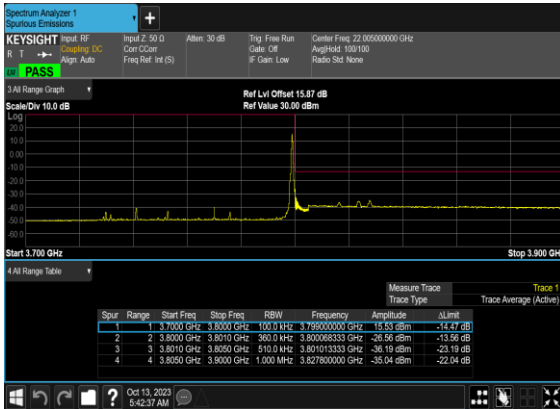 Spectrum Analyzer 1
Spurious Emissions
+
KEYSIGHT Input: RF Input Z: 50 Ω Atten: 30 dB Trig: Free Run Center Freq: 22.005000000 GHz
R T Coupling: DC Corr CCorr Gate: Off Avg|Hold: 100/100
Align: Auto Freq Ref: Int (S) IF Gain: Low Radio Std: None
PASS
3 All Range Graph
Ref Lvl Offset 15.87 dB
Scale/Div 10.0 dB Ref Value 30.00 dBm
Log
20.0
10.0
0.00
-10.0
-20.0
-30.0
-40.0
-50.0
-60.0
Start 3.700 GHz Stop 3.900 GH
4 All Range Table
Measure Trace Trace 1
Trace Type Trace Average (Active)
Spur Range Start Freq Stop Freq RBW Frequency Amplitude ΔLimit
1 1 3.7000 GHz 3.8000 GHz 100.0 kHz 3.799000000 GHz 15.53 dBm -14.47 dB
2 2 3.8000 GHz 3.8010 GHz 360.0 kHz 3.800068333 GHz -26.56 dBm -13.56 dB
3 3 3.8010 GHz 3.8050 GHz 510.0 kHz 3.801013333 GHz -36.19 dBm -23.19 dB
4 4 3.8050 GHz 3.9000 GHz 1.000 MHz 3.827800000 GHz -35.04 dBm -22.04 dB
? Oct 13, 2023
5:42:37 AM